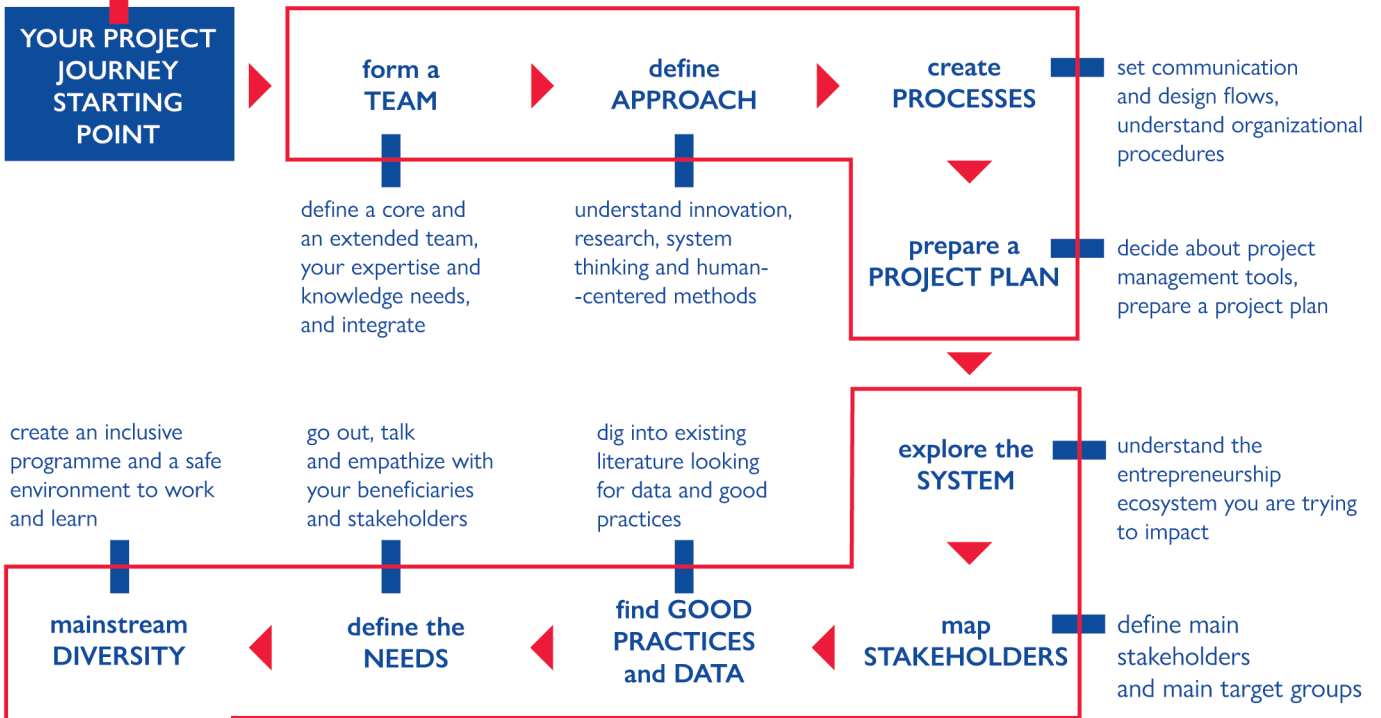 YOUR PROJECT
JOURNEY
STARTING
POINT
form a
TEAM
define
APPROACH
create
PROCESSES
set communication
and design flows,
understand organizational
procedures
define a core and
an extended team,
your expertise and
knowledge needs,
and integrate
understand innovation,
research, system
thinking and human-
-centered methods
prepare a
PROJECT PLAN
decide about project
management tools,
prepare a project plan
explore the
SYSTEM
understand the
entrepreneurship
ecosystem you are trying
to impact
map
STAKEHOLDERS
define main
stakeholders
and main target groups
dig into existing
literature looking
for data and good
practices
find GOOD
PRACTICES
and DATA
go out, talk
and empathize with
your beneficiaries
and stakeholders
define the
NEEDS
create an inclusive
programme and a safe
environment to work
and learn
mainstream
DIVERSITY